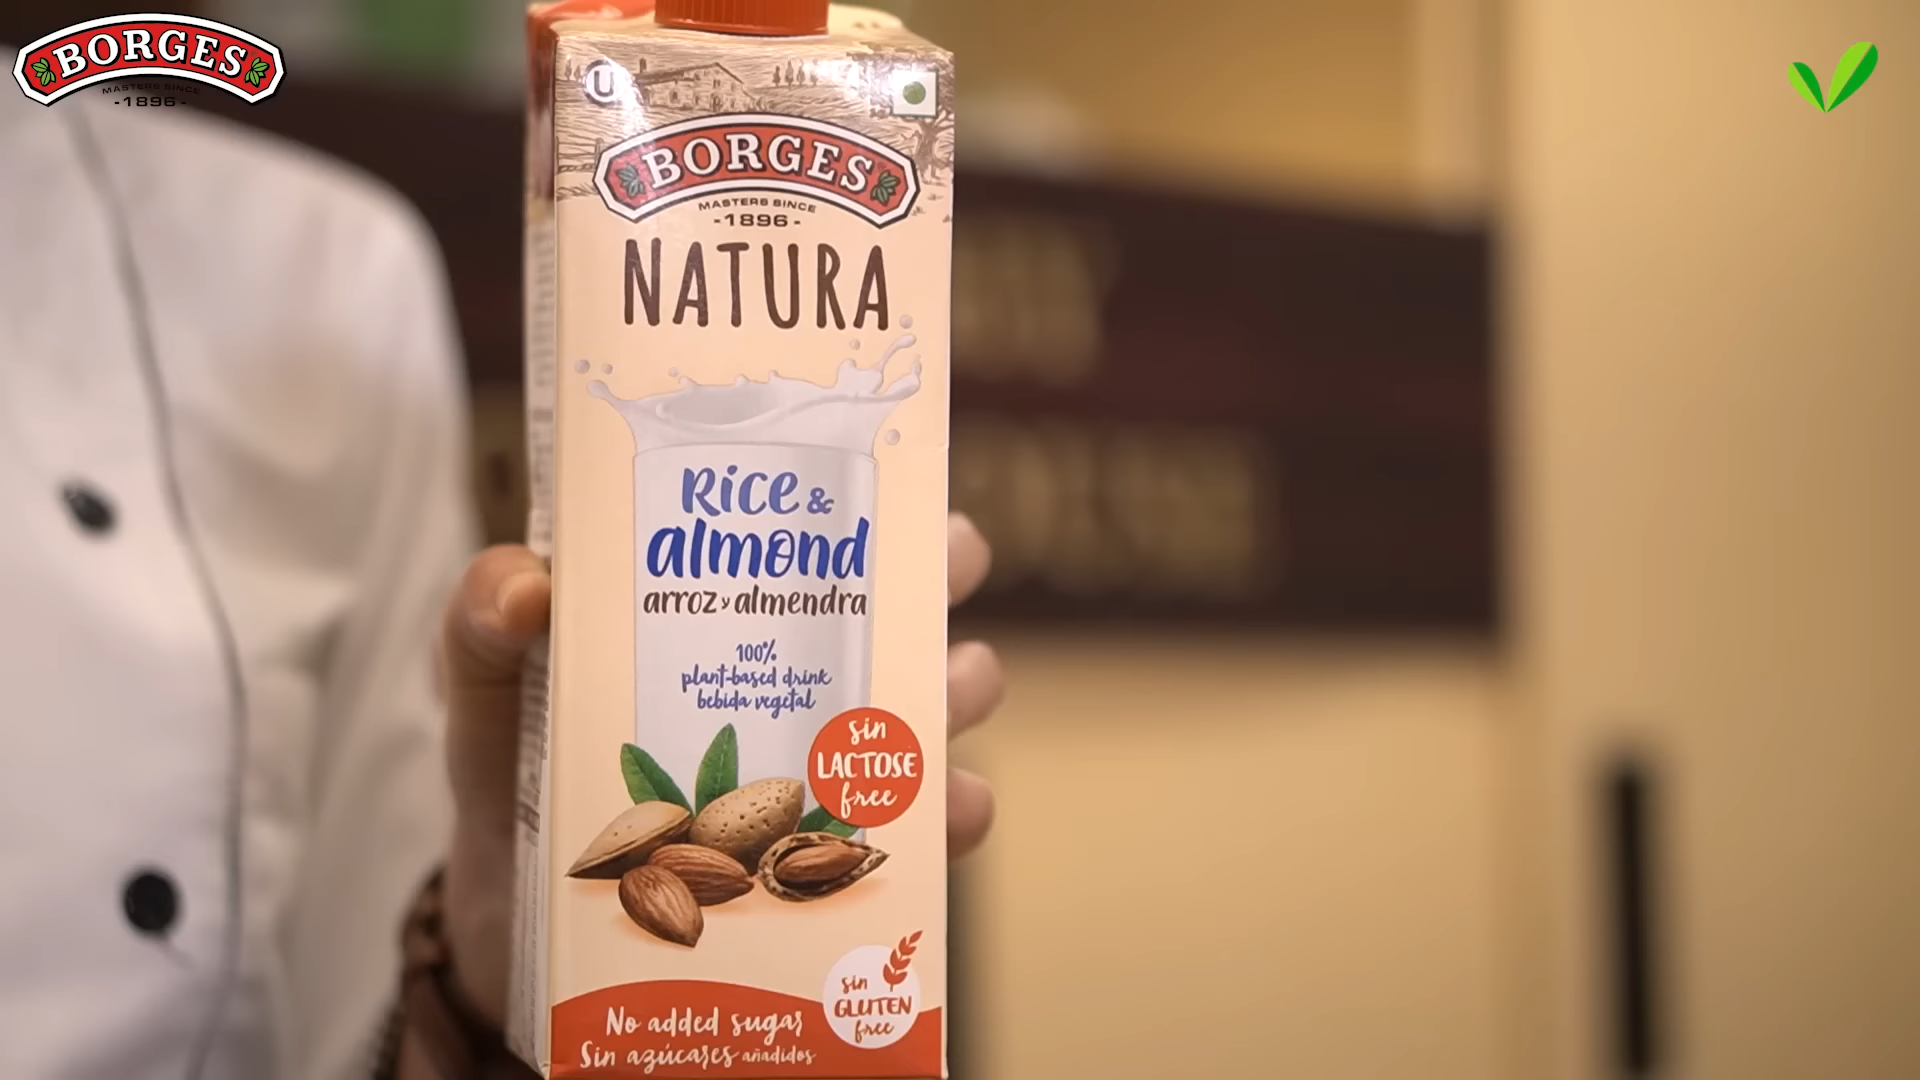 BORGES
MASTERS SINCE
-1896-
U
BORGES
MASTERS SINCE
-1896-
NATURA
Rice &
almond
arroz y almendra
100%
plant-based drink
bebida vegetal
sin
LACTOSE
free
sin
GLUTEN
free
No added sugar
Sin azúcares añadidos